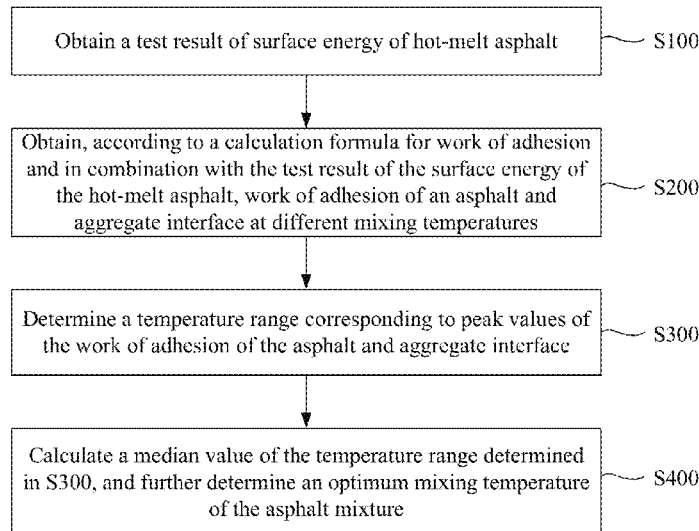 Obtain a test result of surface energy of hot-melt asphalt
S100
Obtain, according to a calculation formula for work of adhesion
and in combination with the test result of the surface energy of
the hot-melt asphalt, work of adhesion of an asphalt and
aggregate interface at different mixing temperatures
S200
Determine a temperature range corresponding to peak values of
the work of adhesion of the asphalt and aggregate interface
S300
Calculate a median value of the temperature range determined
in S300, and further determine an optimum mixing temperature
of the asphalt mixture
S400